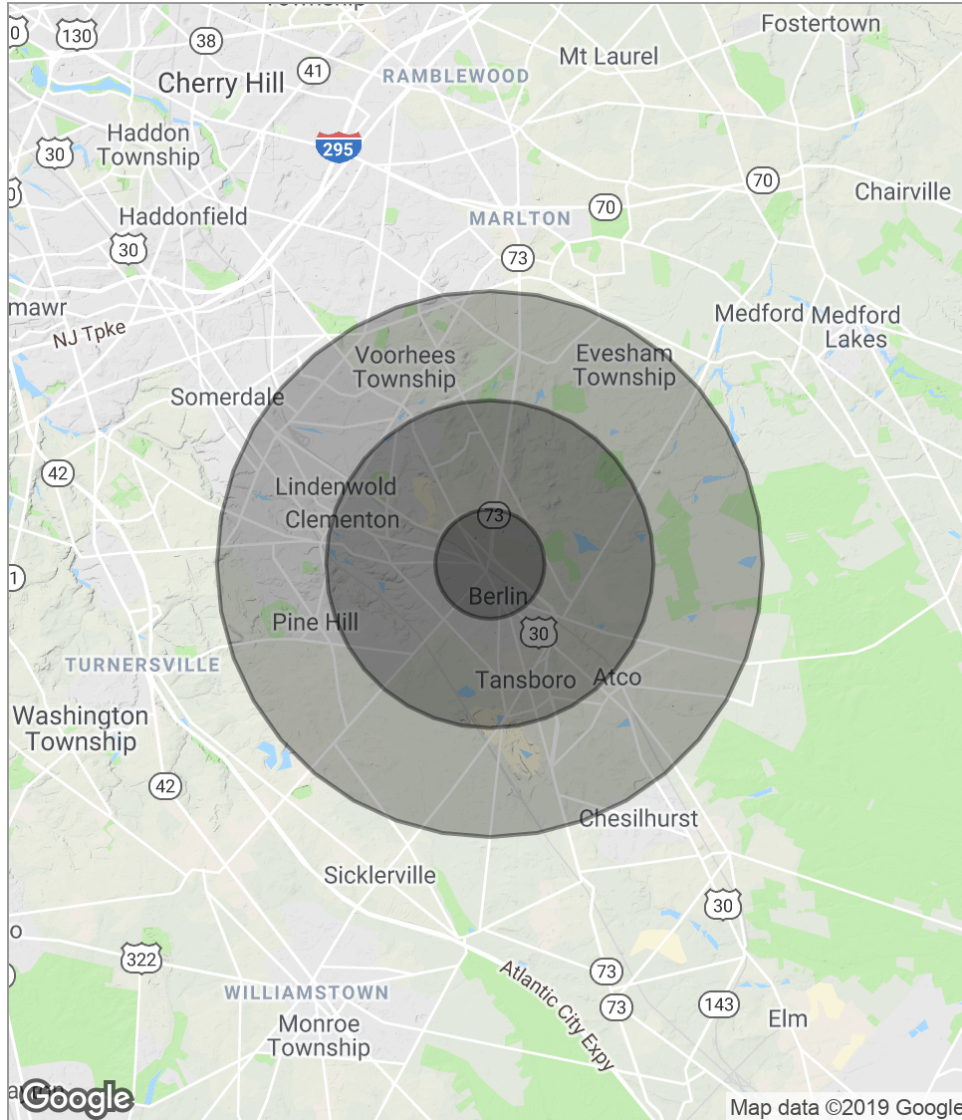 Township
130
38
Fostertown
Cherry Hill
41
RAMBLEWOOD
Mt Laurel
Haddon
Township
30
295
70
Chairville
Haddonfield
70
MARLTON
30
73
mawr
NJ Tpke
Medford
Medford
Lakes
Voorhees
Township
Evesham
Township
Somerdale
42
Lindenwold
Clementon
73
1
Berlin
Pine Hill
30
TURNERSVILLE
Tansboro
Atco
Washington
Township
42
Chesilhurst
Sicklerville
30
o
322
73
Atlantic City Expy
WILLIAMSTOWN
73
143
Elm
Monroe
Township
Google
Map data ©2019 Google